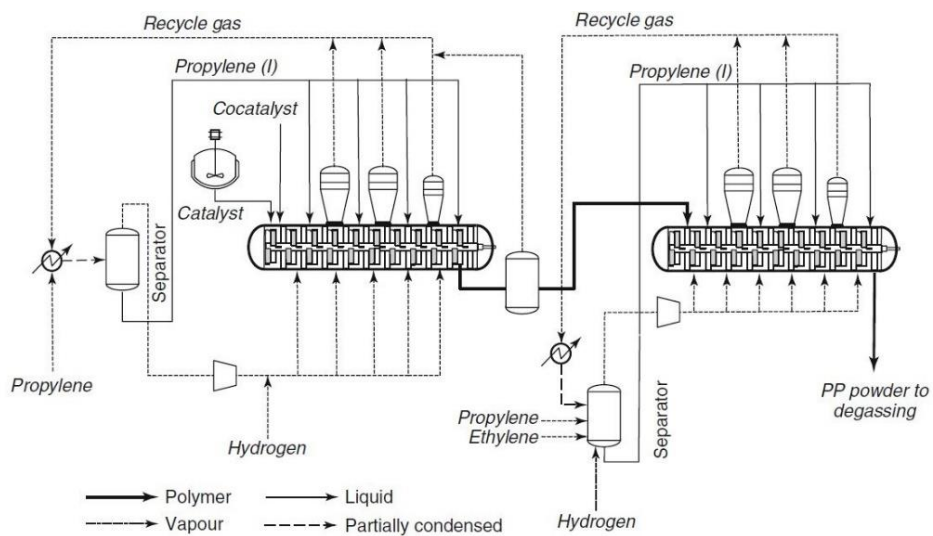 Recycle gas
Recycle gas
Propylene (I)
Propylene (I)
Cocatalyst
Catalyst
Separator
Propylene
Hydrogen
Propylene
Ethylene
Separator
PP powder to
degassing
Hydrogen
Polymer
Liquid
Vapour
Partially condensed